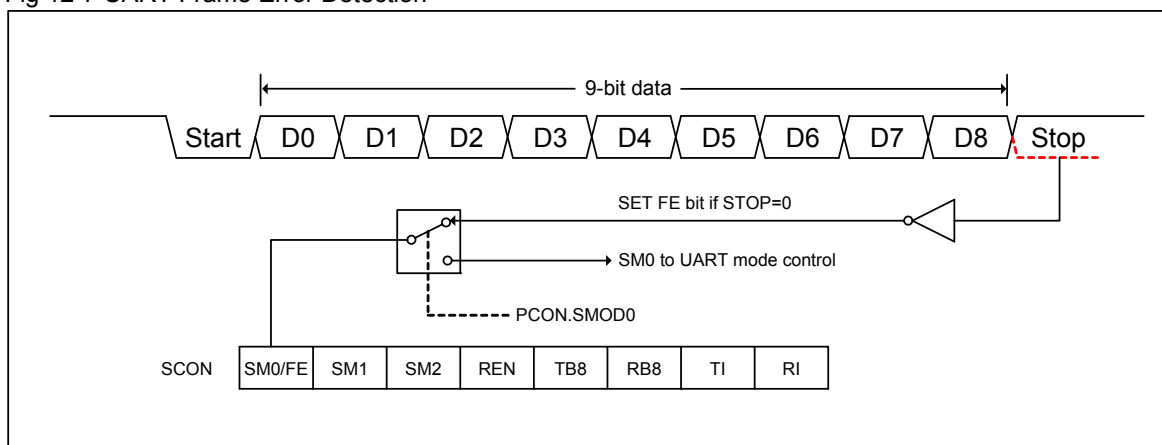 Fig 12-7 UART Frame Error Detection
9-bit data
Start D0 D1 D2 D3 D4 D5 D6 D7 D8 Stop
SET FE bit if STOP=0
SM0 to UART mode control
PCON.SMOD0
SCON SM0/FE SM1 SM2 REN TB8 RB8 TI RI